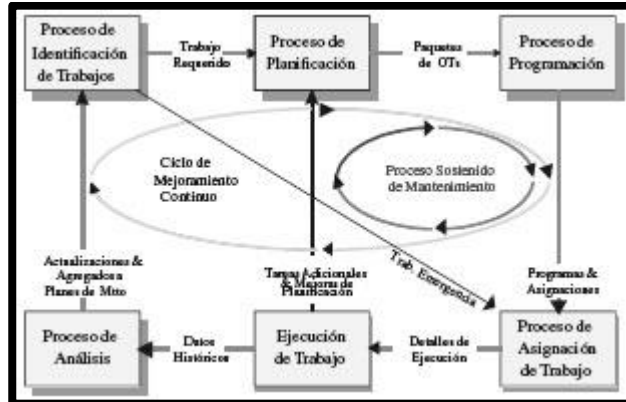 Proceso de
Identificación
de Trabajos
Trabajo
Requerido
Proceso de
Planificación
Paquetes
de OTs
Proceso de
Programación
Ciclo de
Mejoramiento
Continuo
Proceso Sostenido
de Mantenimiento
Actualizaciones &
Agregados a
Planes de Mtto
Tareas Adicionales
& Mejoras de
Planificación
Trab. Emergencia
Programas &
Asignaciones
Proceso de
Análisis
Datos
Históricos
Ejecución
de Trabajo
Detalles de
Ejecución
Proceso de
Asignación
de Trabajo